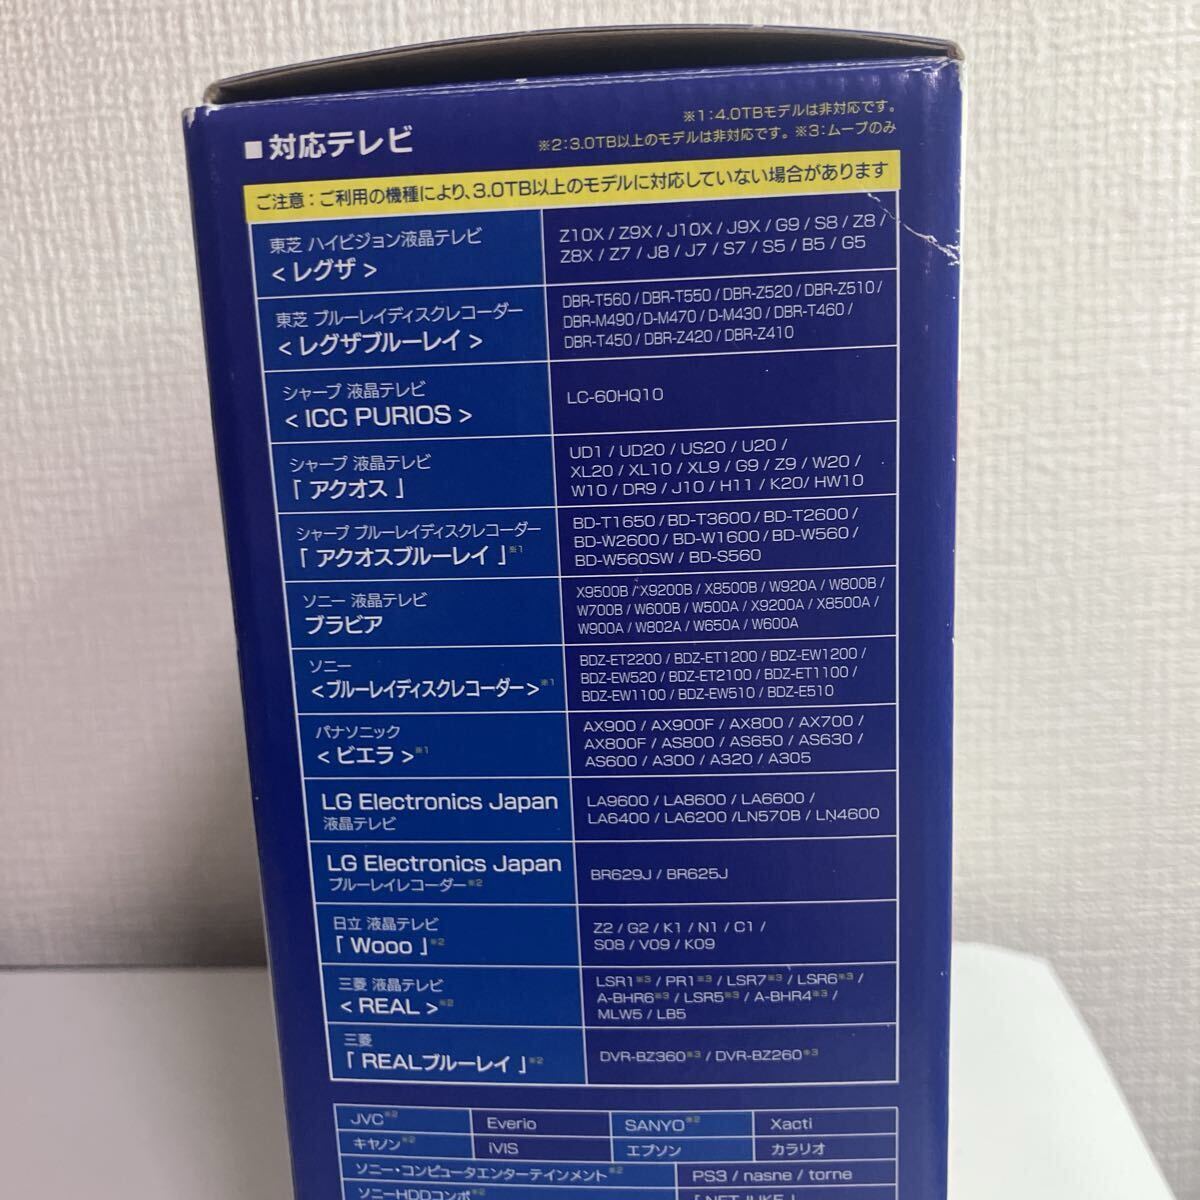 ■対応テレビ
※1:4.0TBモデルは非対応です。
※2:3.0TB以上のモデルは非対応です。※3:ムーブのみ
ご注意:ご利用の機種により、3.0TB以上のモデルに対応していない場合があります
東芝 ハイビジョン液晶テレビ
<レグザ>
Z10X / Z9X / J10X / J9X / G9 / S8 / Z8 /
Z8X / Z7 / J8 / J7 / S7 / S5 / B5 / G5
東芝 ブルーレイディスクレコーダー
<レグザブルーレイ>
DBR-T560 / DBR-T550 / DBR-Z520 / DBR-Z510 /
DBR-M490 / D-M470 / D-M430 / DBR-T460 /
DBR-T450 / DBR-Z420 / DBR-Z410
シャープ 液晶テレビ
< ICC PURIOS >
LC-60HQ10
シャープ 液晶テレビ
「 アクオス 」
UD1 / UD20 / US20 / U20 /
XL20 / XL10 / XL9 / G9 / Z9 / W20 /
W10 / DR9 / J10 / H11 / K20/ HW10
シャープ ブルーレイディスクレコーダー
「 アクオスブルーレイ 」※1
BD-T1650 / BD-T3600 / BD-T2600 /
BD-W2600 / BD-W1600 / BD-W560 /
BD-W560SW / BD-S560
ソニー 液晶テレビ
ブラビア
X9500B / X9200B / X8500B / W920A / W800B /
W700B / W600B / W500A / X9200A / X8500A /
W900A / W802A / W650A / W600A
ソニー
<ブルーレイディスクレコーダー>※1
BDZ-ET2200 / BDZ-ET1200 / BDZ-EW1200 /
BDZ-EW520 / BDZ-ET2100 / BDZ-ET1100 /
BDZ-EW1100 / BDZ-EW510 / BDZ-E510
パナソニック
<ビエラ>※1
AX900 / AX900F / AX800 / AX700 /
AX800F / AS800 / AS650 / AS630 /
AS600 / A300 / A320 / A305
LG Electronics Japan
液晶テレビ
LA9600 / LA8600 / LA6600 /
LA6400 / LA6200 /LN570B / LN4600
LG Electronics Japan
ブルーレイレコーダー※2
BR629J / BR625J
日立 液晶テレビ
「 Wooo 」※2
Z2 / G2 / K1 / N1 / C1 /
S08 / V09 / K09
三菱 液晶テレビ
< REAL >※2
LSR1※3 / PR1※3 / LSR7※3 / LSR6※3 /
A-BHR6※3 / LSR5※3 / A-BHR4※3 /
MLW5 / LB5
三菱
「 REALブルーレイ 」※2
DVR-BZ360※3 / DVR-BZ260※3
JVC※2 Everio SANYO※2 Xacti
キヤノン※2 iVIS エプソン カラリオ
ソニー・コンピュータエンターテインメント※2 PS3 / nasne / torne
ソニーHDDコンポ※2 「 NET JUKE 」